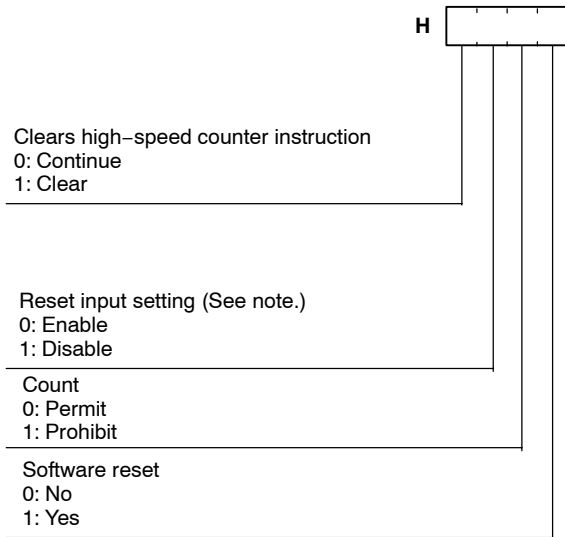 H
Clears high−speed counter instruction
0: Continue
1: Clear
Reset input setting (See note.)
0: Enable
1: Disable
Count
0: Permit
1: Prohibit
Software reset
0: No
1: Yes